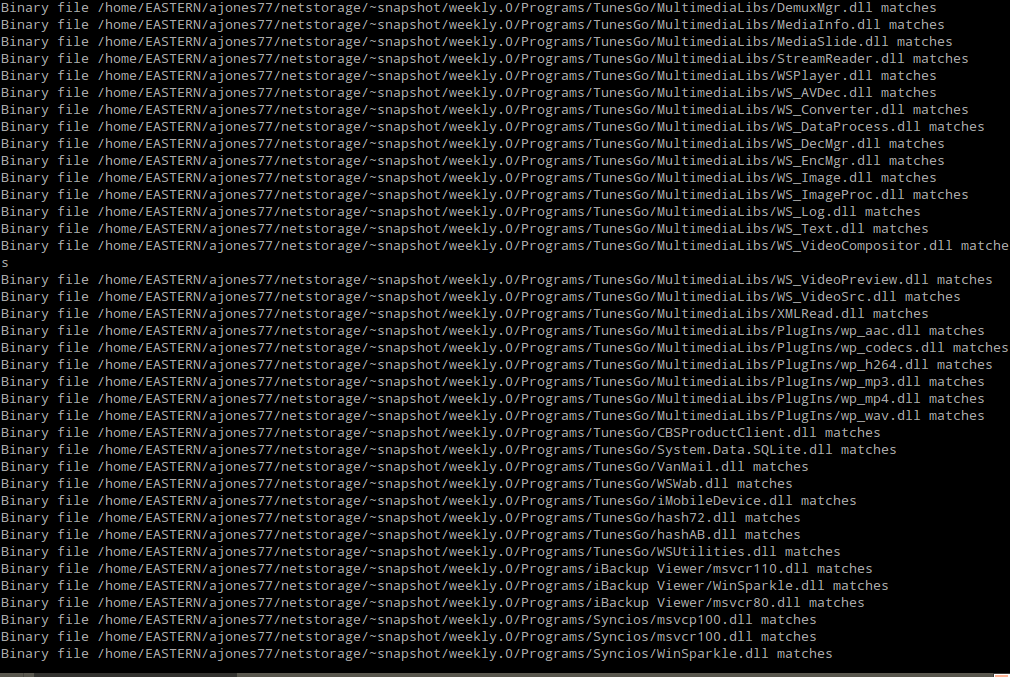 Binary file /home/EASTERN/ajones77/netstorage/~snapshot/weekly.0/Programs/TunesGo/MultimediaLibs/DemuxMgr.dll matches
Binary file /home/EASTERN/ajones77/netstorage/~snapshot/weekly.0/Programs/TunesGo/MultimediaLibs/MediaInfo.dll matches
Binary file /home/EASTERN/ajones77/netstorage/~snapshot/weekly.0/Programs/TunesGo/MultimediaLibs/MediaSlide.dll matches
Binary file /home/EASTERN/ajones77/netstorage/~snapshot/weekly.0/Programs/TunesGo/MultimediaLibs/StreamReader.dll matches
Binary file /home/EASTERN/ajones77/netstorage/~snapshot/weekly.0/Programs/TunesGo/MultimediaLibs/WSPlayer.dll matches
Binary file /home/EASTERN/ajones77/netstorage/~snapshot/weekly.0/Programs/TunesGo/MultimediaLibs/WS_AVDec.dll matches
Binary file /home/EASTERN/ajones77/netstorage/~snapshot/weekly.0/Programs/TunesGo/MultimediaLibs/WS_Converter.dll matches
Binary file /home/EASTERN/ajones77/netstorage/~snapshot/weekly.0/Programs/TunesGo/MultimediaLibs/WS_DataProcess.dll matches
Binary file /home/EASTERN/ajones77/netstorage/~snapshot/weekly.0/Programs/TunesGo/MultimediaLibs/WS_DecMgr.dll matches
Binary file /home/EASTERN/ajones77/netstorage/~snapshot/weekly.0/Programs/TunesGo/MultimediaLibs/WS_EncMgr.dll matches
Binary file /home/EASTERN/ajones77/netstorage/~snapshot/weekly.0/Programs/TunesGo/MultimediaLibs/WS_Image.dll matches
Binary file /home/EASTERN/ajones77/netstorage/~snapshot/weekly.0/Programs/TunesGo/MultimediaLibs/WS_ImageProc.dll matches
Binary file /home/EASTERN/ajones77/netstorage/~snapshot/weekly.0/Programs/TunesGo/MultimediaLibs/WS_Log.dll matches
Binary file /home/EASTERN/ajones77/netstorage/~snapshot/weekly.0/Programs/TunesGo/MultimediaLibs/WS_Text.dll matches
Binary file /home/EASTERN/ajones77/netstorage/~snapshot/weekly.0/Programs/TunesGo/MultimediaLibs/WS_VideoCompositor.dll matche
s
Binary file /home/EASTERN/ajones77/netstorage/~snapshot/weekly.0/Programs/TunesGo/MultimediaLibs/WS_VideoPreview.dll matches
Binary file /home/EASTERN/ajones77/netstorage/~snapshot/weekly.0/Programs/TunesGo/MultimediaLibs/WS_VideoSrc.dll matches
Binary file /home/EASTERN/ajones77/netstorage/~snapshot/weekly.0/Programs/TunesGo/MultimediaLibs/XMLRead.dll matches
Binary file /home/EASTERN/ajones77/netstorage/~snapshot/weekly.0/Programs/TunesGo/MultimediaLibs/PlugIns/wp_aac.dll matches
Binary file /home/EASTERN/ajones77/netstorage/~snapshot/weekly.0/Programs/TunesGo/MultimediaLibs/PlugIns/wp_codecs.dll matches
Binary file /home/EASTERN/ajones77/netstorage/~snapshot/weekly.0/Programs/TunesGo/MultimediaLibs/PlugIns/wp_h264.dll matches
Binary file /home/EASTERN/ajones77/netstorage/~snapshot/weekly.0/Programs/TunesGo/MultimediaLibs/PlugIns/wp_mp3.dll matches
Binary file /home/EASTERN/ajones77/netstorage/~snapshot/weekly.0/Programs/TunesGo/MultimediaLibs/PlugIns/wp_mp4.dll matches
Binary file /home/EASTERN/ajones77/netstorage/~snapshot/weekly.0/Programs/TunesGo/MultimediaLibs/PlugIns/wp_wav.dll matches
Binary file /home/EASTERN/ajones77/netstorage/~snapshot/weekly.0/Programs/TunesGo/CBSProductClient.dll matches
Binary file /home/EASTERN/ajones77/netstorage/~snapshot/weekly.0/Programs/TunesGo/System.Data.SQLite.dll matches
Binary file /home/EASTERN/ajones77/netstorage/~snapshot/weekly.0/Programs/TunesGo/VanMail.dll matches
Binary file /home/EASTERN/ajones77/netstorage/~snapshot/weekly.0/Programs/TunesGo/WSWab.dll matches
Binary file /home/EASTERN/ajones77/netstorage/~snapshot/weekly.0/Programs/TunesGo/iMobileDevice.dll matches
Binary file /home/EASTERN/ajones77/netstorage/~snapshot/weekly.0/Programs/TunesGo/hash72.dll matches
Binary file /home/EASTERN/ajones77/netstorage/~snapshot/weekly.0/Programs/TunesGo/hashAB.dll matches
Binary file /home/EASTERN/ajones77/netstorage/~snapshot/weekly.0/Programs/TunesGo/WSUtilities.dll matches
Binary file /home/EASTERN/ajones77/netstorage/~snapshot/weekly.0/Programs/iBackup Viewer/msvcr110.dll matches
Binary file /home/EASTERN/ajones77/netstorage/~snapshot/weekly.0/Programs/iBackup Viewer/WinSparkle.dll matches
Binary file /home/EASTERN/ajones77/netstorage/~snapshot/weekly.0/Programs/iBackup Viewer/msvcr80.dll matches
Binary file /home/EASTERN/ajones77/netstorage/~snapshot/weekly.0/Programs/Syncios/msvcp100.dll matches
Binary file /home/EASTERN/ajones77/netstorage/~snapshot/weekly.0/Programs/Syncios/msvcr100.dll matches
Binary file /home/EASTERN/ajones77/netstorage/~snapshot/weekly.0/Programs/Syncios/WinSparkle.dll matches